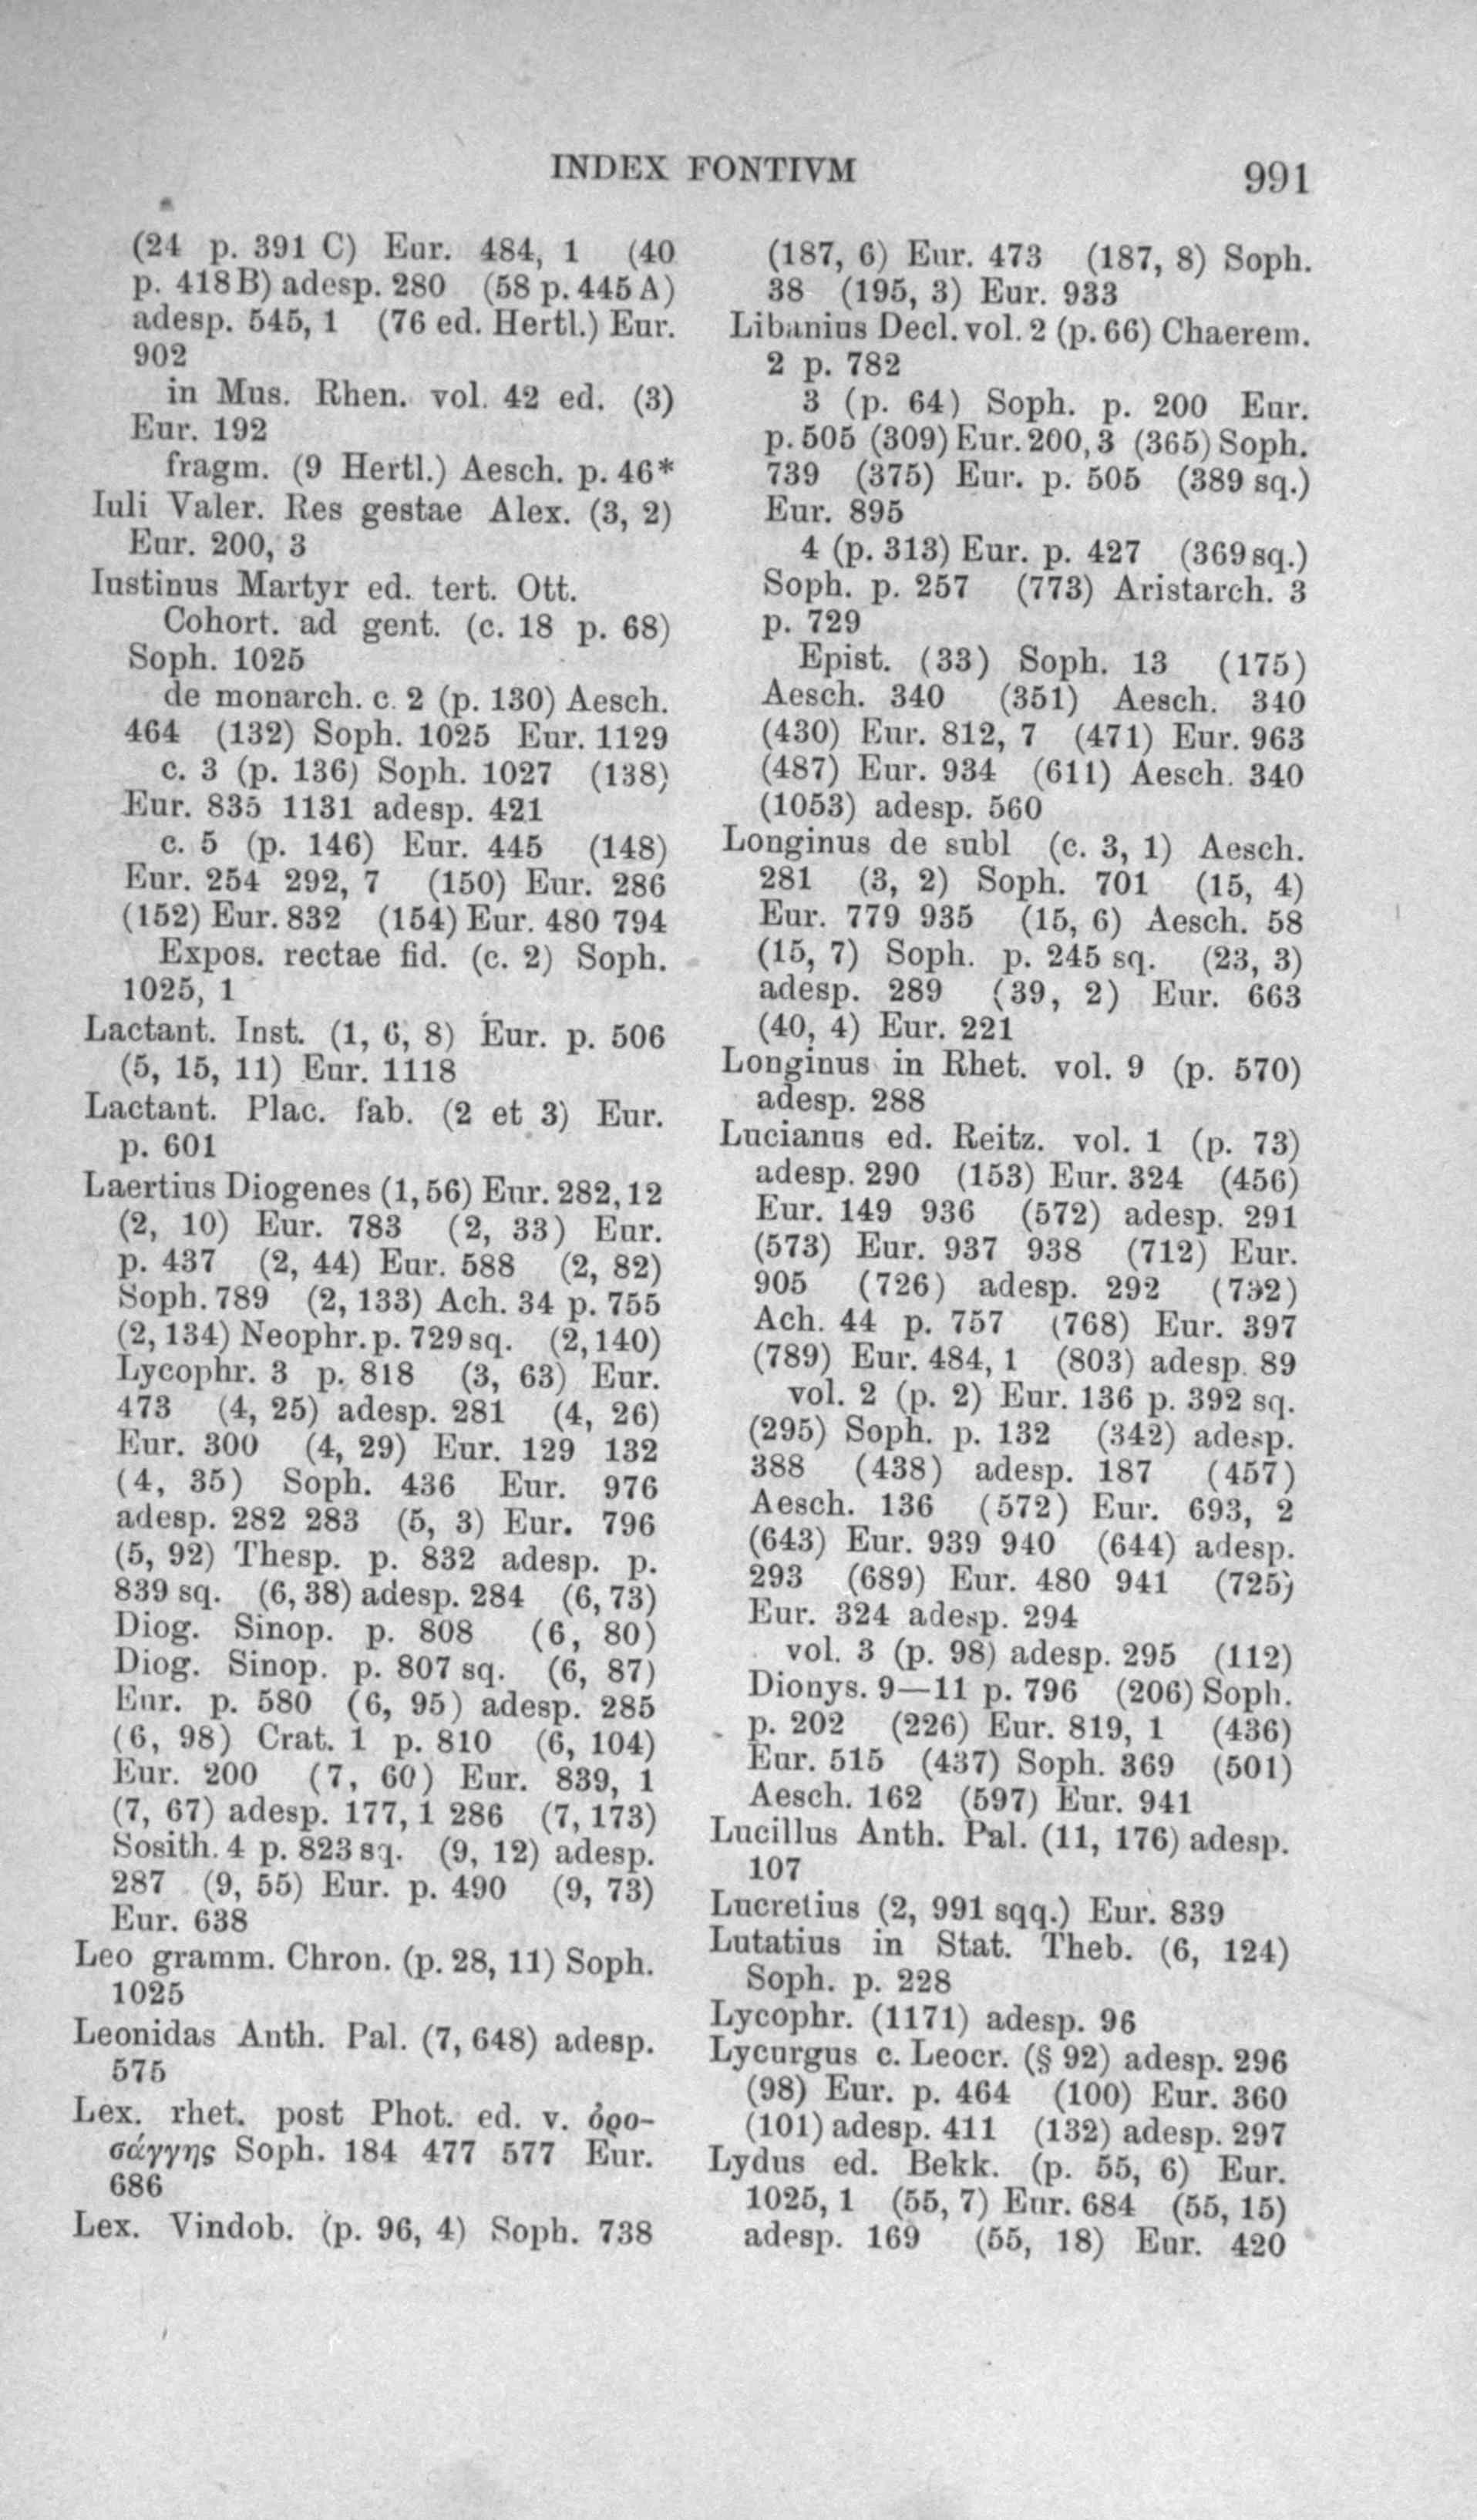 INDEX FONTIVM
991
(24 p. 391 C) Eur. 484, 1 (40
p. 418 B) adesp. 280 (58 p. 445 A)
adesp. 545, 1 (76 ed. Hertl.) Eur.
902
in Mus. Rhen. vol. 42 ed. (3)
Eur. 192
fragm. (9 Hertl.) Aesch. p. 46*
Iuli Valer. Res gestae Alex. (3, 2)
Eur. 200, 3
Iustinus Martyr ed. tert. Ott.
Cohort. ad gent. (c. 18 p. 68)
Soph. 1025
de monarch. c. 2 (p. 130) Aesch.
464 (132) Soph. 1025 Eur. 1129
c. 3 (p. 136) Soph. 1027 (138)
Eur. 835 1131 adesp. 421
c. 5 (p. 146) Eur. 445 (148)
Eur. 254 292, 7 (150) Eur. 286
(152) Eur. 832 (154) Eur. 480 794
Expos. rectae fid. (c. 2) Soph.
1025, 1
Lactant. Inst. (1, 6, 8) Eur. p. 506
(5, 15, 11) Eur. 1118
Lactant. Plac. fab. (2 et 3) Eur.
p. 601
Laertius Diogenes (1, 56) Eur. 282, 12
(2, 10) Eur. 783 (2, 33) Eur.
p. 437 (2, 44) Eur. 588 (2, 82)
Soph. 789 (2, 133) Ach. 34 p. 755
(2, 134) Neophr. p. 729 sq. (2, 140)
Lycophr. 3 p. 818 (3, 63) Eur.
473 (4, 25) adesp. 281 (4, 26)
Eur. 300 (4, 29) Eur. 129 132
(4, 35) Soph. 436 Eur. 976
adesp. 282 283 (5, 3) Eur. 796
(5, 92) Thesp. p. 832 adesp. p.
839 sq. (6, 38) adesp. 284 (6, 73)
Diog. Sinop. p. 808 (6, 80)
Diog. Sinop. p. 807 sq. (6, 87)
Eur. p. 580 (6, 95) adesp. 285
(6, 98) Crat. 1 p. 810 (6, 104)
Eur. 200 (7, 60) Eur. 839, 1
(7, 67) adesp. 177, 1 286 (7, 173)
Sosith. 4 p. 823 sq. (9, 12) adesp.
287 (9, 55) Eur. p. 490 (9, 73)
Eur. 638
Leo gramm. Chron. (p. 28, 11) Soph.
1025
Leonidas Anth. Pal. (7, 648) adesp.
575
Lex. rhet. post Phot. ed. v. ὀρο-
σάγγης Soph. 184 477 577 Eur.
686
Lex. Vindob. (p. 96, 4) Soph. 738
(187, 6) Eur. 473 (187, 8) Soph.
38 (195, 3) Eur. 933
Libanius Decl. vol. 2 (p. 66) Chaerem.
2 p. 782
3 (p. 64) Soph. p. 200 Eur.
p. 505 (309) Eur. 200, 3 (365) Soph.
739 (375) Eur. p. 505 (389 sq.)
Eur. 895
4 (p. 313) Eur. p. 427 (369 sq.)
Soph. p. 257 (773) Aristarch. 3
p. 729
Epist. (33) Soph. 13 (175)
Aesch. 340 (351) Aesch. 340
(430) Eur. 812, 7 (471) Eur. 963
(487) Eur. 934 (611) Aesch. 340
(1053) adesp. 560
Longinus de subl (c. 3, 1) Aesch.
281 (3, 2) Soph. 701 (15, 4)
Eur. 779 935 (15, 6) Aesch. 58
(15, 7) Soph. p. 245 sq. (23, 3)
adesp. 289 (39, 2) Eur. 663
(40, 4) Eur. 221
Longinus in Rhet. vol. 9 (p. 570)
adesp. 288
Lucianus ed. Reitz. vol. 1 (p. 73)
adesp. 290 (153) Eur. 324 (456)
Eur. 149 936 (572) adesp. 291
(573) Eur. 937 938 (712) Eur.
905 (726) adesp. 292 (732)
Ach. 44 p. 757 (768) Eur. 397
(789) Eur. 484, 1 (803) adesp. 89
vol. 2 (p. 2) Eur. 136 p. 392 sq.
(295) Soph. p. 132 (342) adesp.
388 (438) adesp. 187 (457)
Aesch. 136 (572) Eur. 693, 2
(643) Eur. 939 940 (644) adesp.
293 (689) Eur. 480 941 (725)
Eur. 324 adesp. 294
vol. 3 (p. 98) adesp. 295 (112)
Dionys. 9—11 p. 796 (206) Soph.
p. 202 (226) Eur. 819, 1 (436)
Eur. 515 (437) Soph. 369 (501)
Aesch. 162 (597) Eur. 941
Lucillus Anth. Pal. (11, 176) adesp.
107
Lucretius (2, 991 sqq.) Eur. 839
Lutatius in Stat. Theb. (6, 124)
Soph. p. 228
Lycophr. (1171) adesp. 96
Lycurgus c. Leocr. (§ 92) adesp. 296
(98) Eur. p. 464 (100) Eur. 360
(101) adesp. 411 (132) adesp. 297
Lydus ed. Bekk. (p. 55, 6) Eur.
1025, 1 (55, 7) Eur. 684 (55, 15)
adesp. 169 (55, 18) Eur. 420